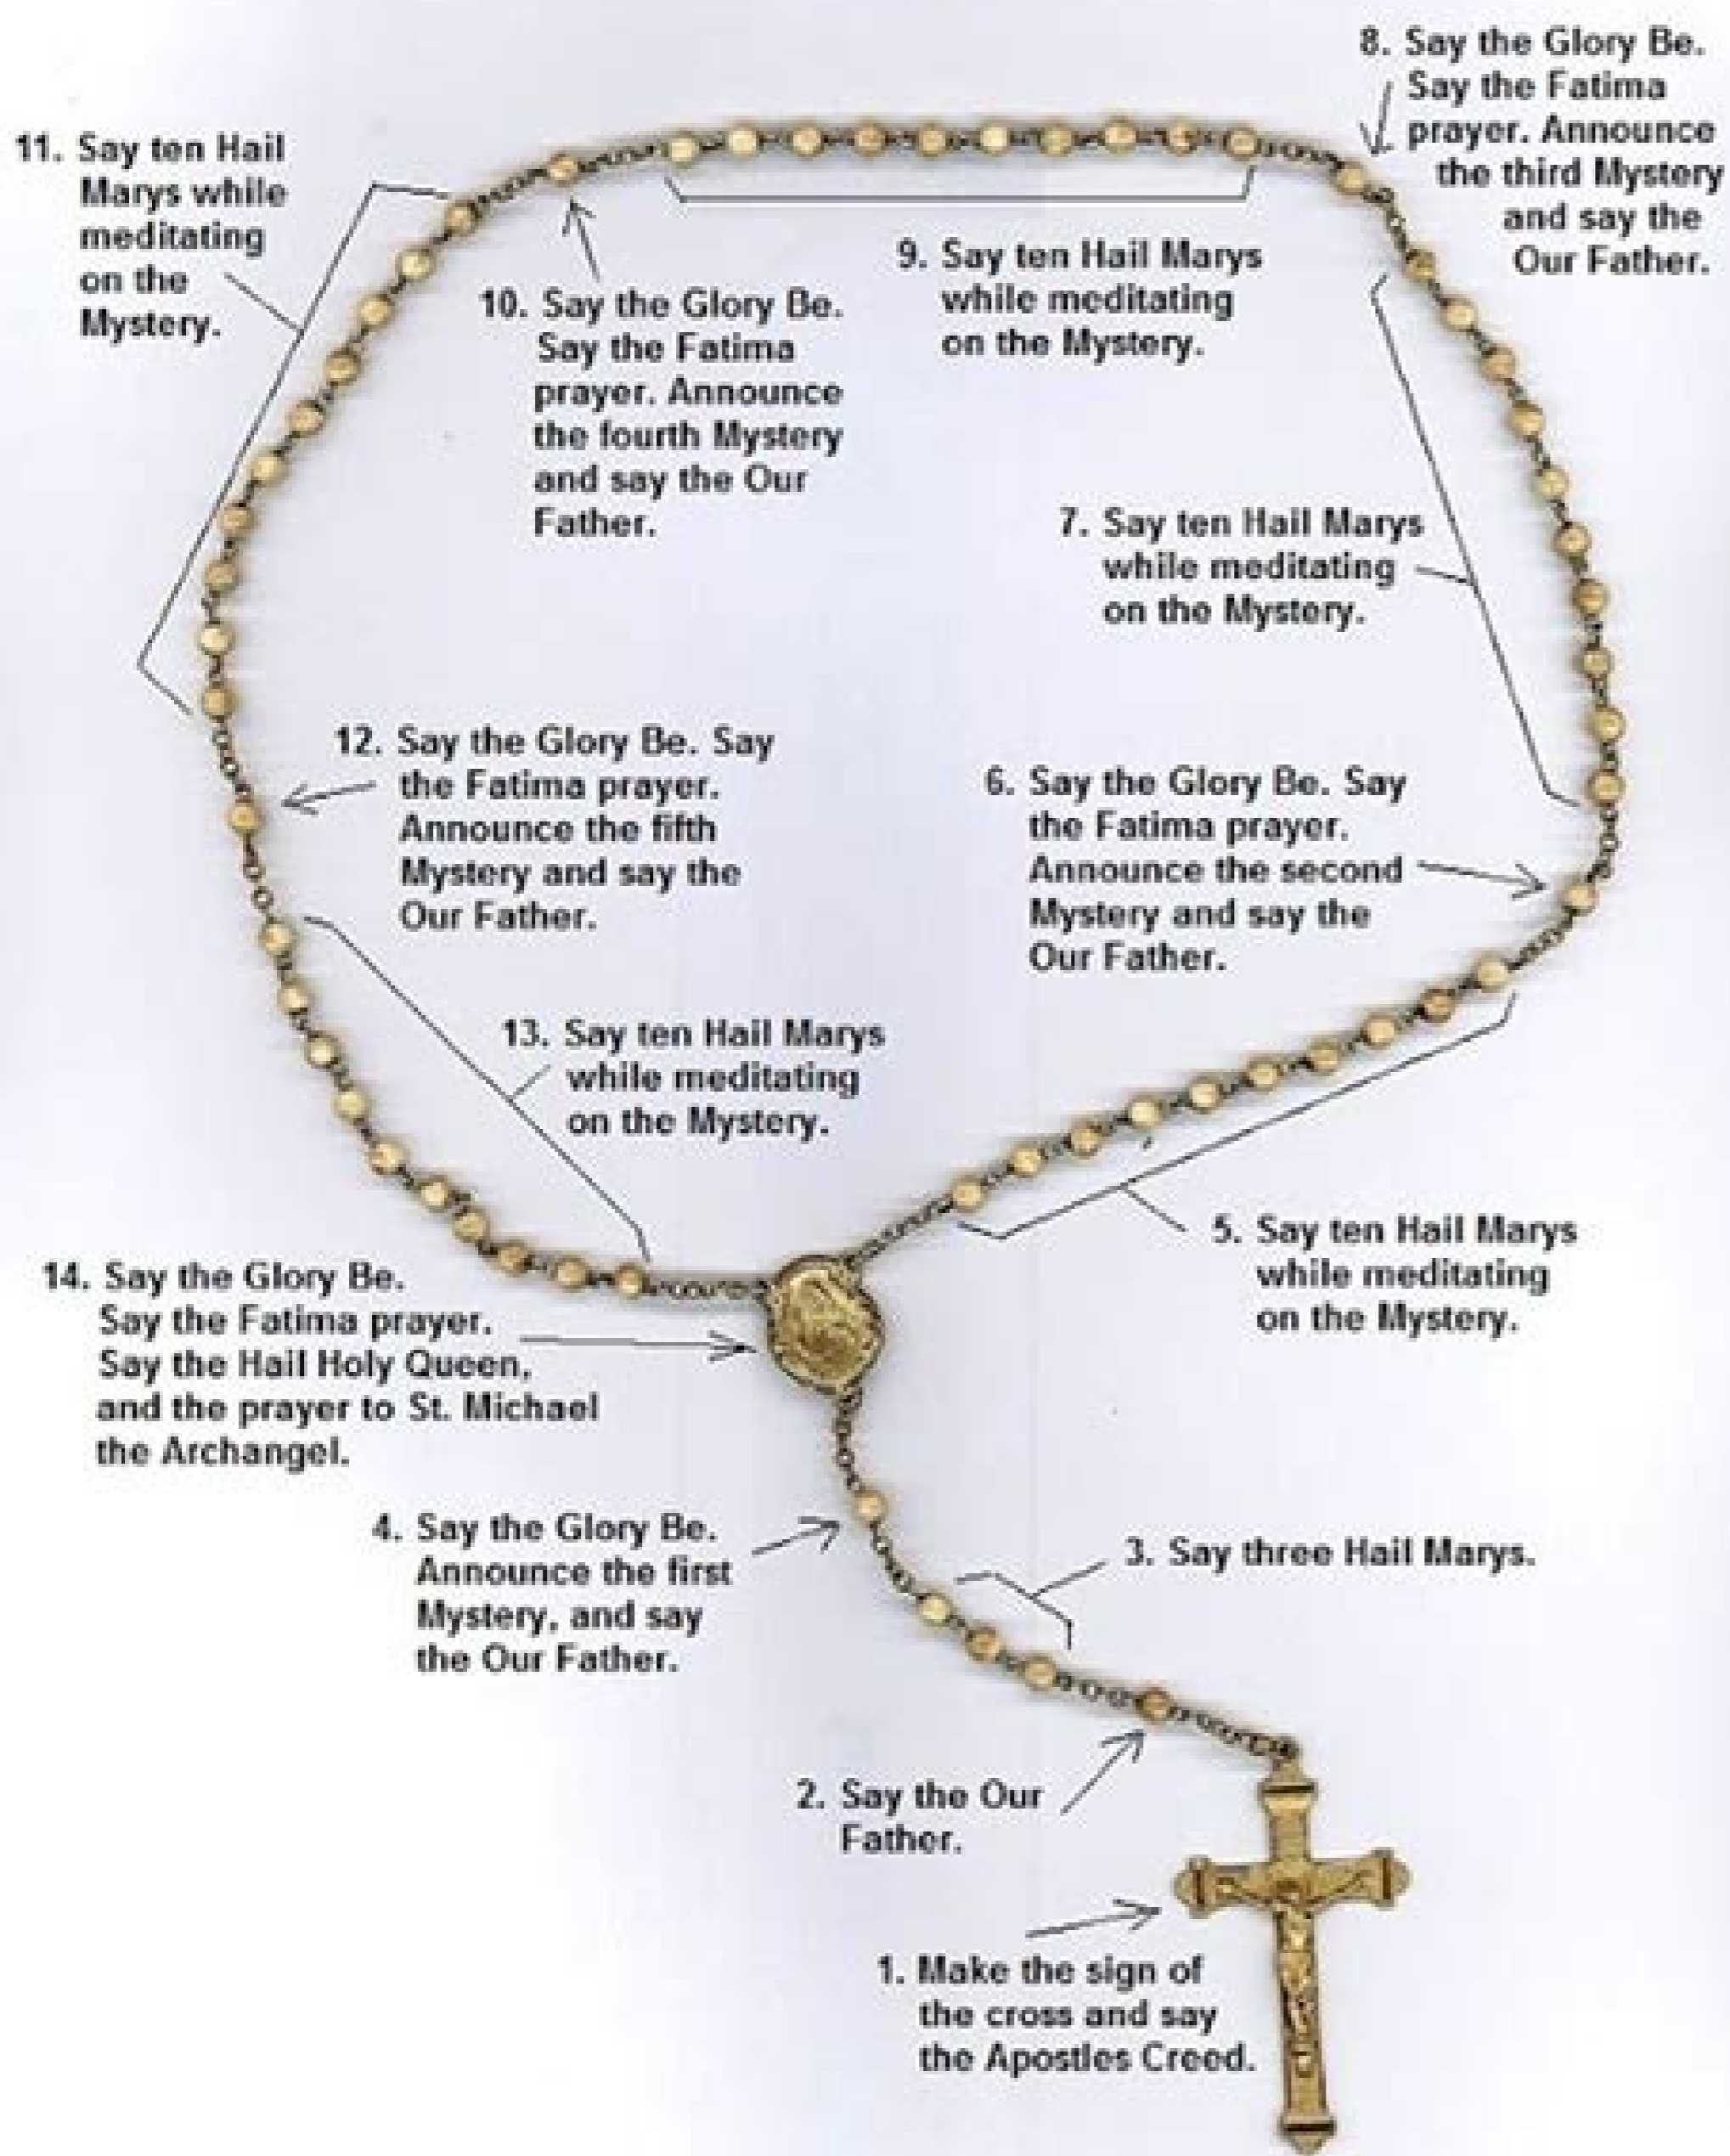 8. Say the Glory Be.
Say the Fatima
prayer. Announce
the third Mystery
and say the
Our Father.
11. Say ten Hail
Marys while
meditating
on the
Mystery.
9. Say ten Hail Marys
while meditating
on the Mystery.
10. Say the Glory Be.
Say the Fatima
prayer. Announce
the fourth Mystery
and say the Our
Father.
7. Say ten Hail Marys
while meditating
on the Mystery.
12. Say the Glory Be. Say
the Fatima prayer.
Announce the fifth
Mystery and say the
Our Father.
6. Say the Glory Be. Say
the Fatima prayer.
Announce the second
Mystery and say the
Our Father.
13. Say ten Hail Marys
while meditating
on the Mystery.
5. Say ten Hail Marys
while meditating
on the Mystery.
14. Say the Glory Be.
Say the Fatima prayer.
Say the Hail Holy Queen,
and the prayer to St. Michael
the Archangel.
4. Say the Glory Be.
Announce the first
Mystery, and say
the Our Father.
3. Say three Hail Marys.
2. Say the Our
Father.
1. Make the sign of
the cross and say
the Apostles Creed.